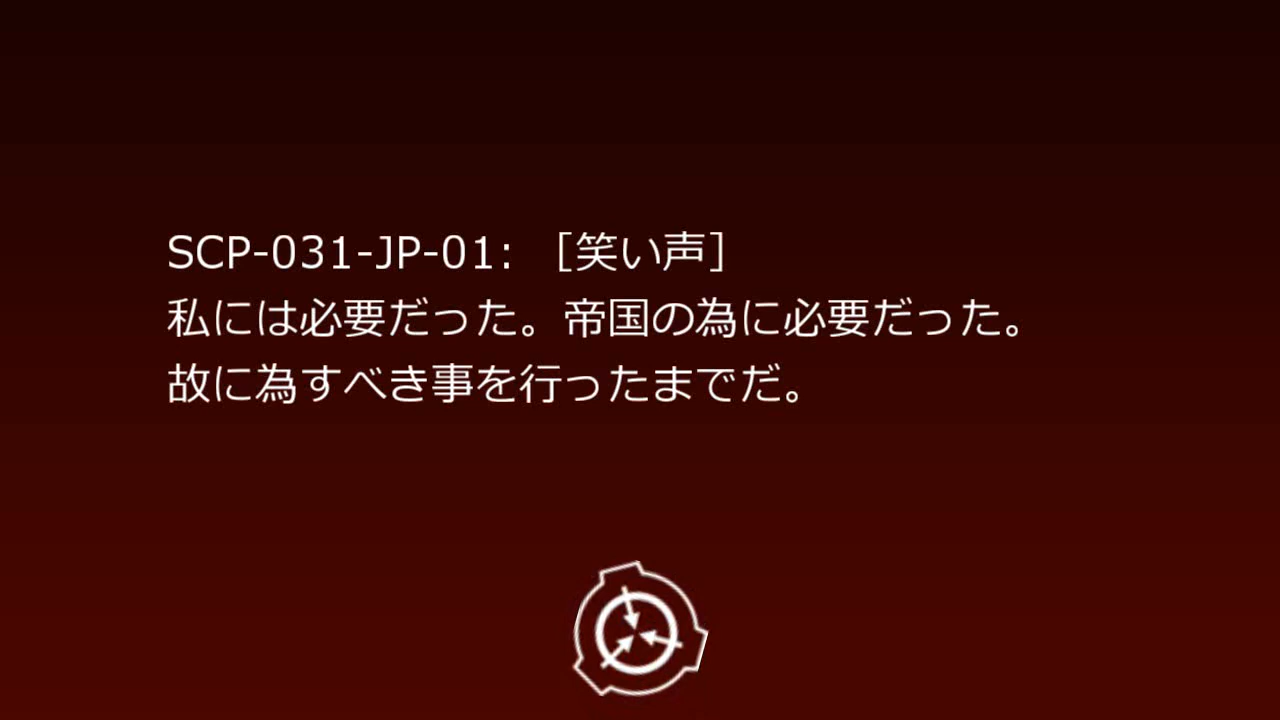 SCP-031-JP-01: ［笑い声］
私には必要だった。帝国の為に必要だった。
故に為すべき事を行ったまでだ。